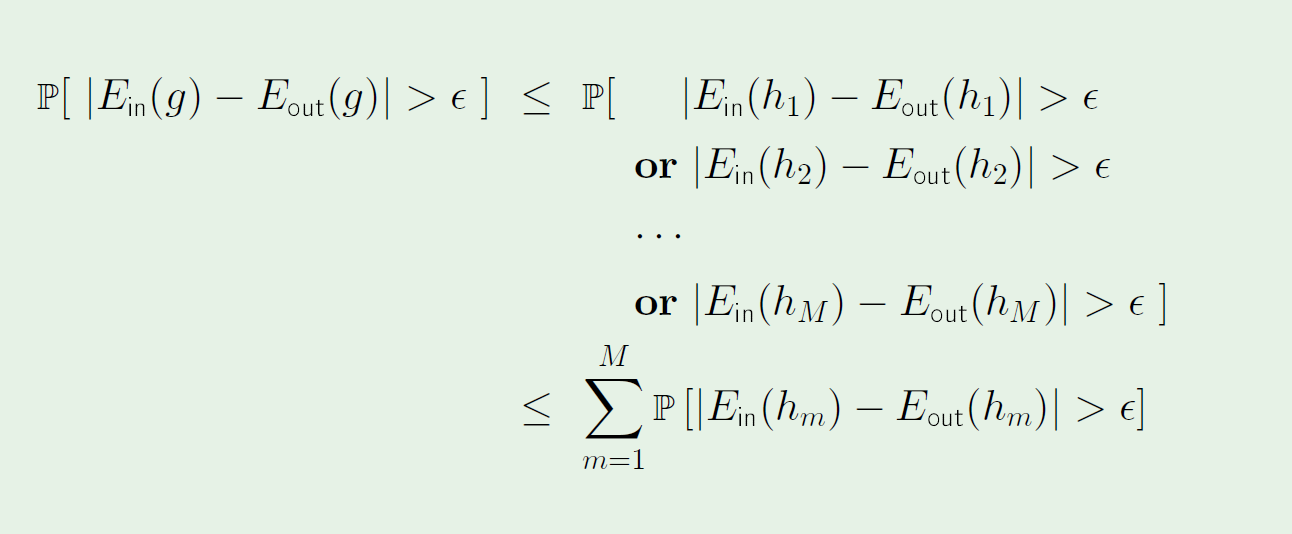 ℙ[ |E_in(g) − E_out(g)| > ϵ ] ≤ ℙ[ |E_in(h_1) − E_out(h_1)| > ϵ
or |E_in(h_2) − E_out(h_2)| > ϵ
···
or |E_in(h_M) − E_out(h_M)| > ϵ ]
≤ ∑_{m=1}^{M} ℙ [|E_in(h_m) − E_out(h_m)| > ϵ]